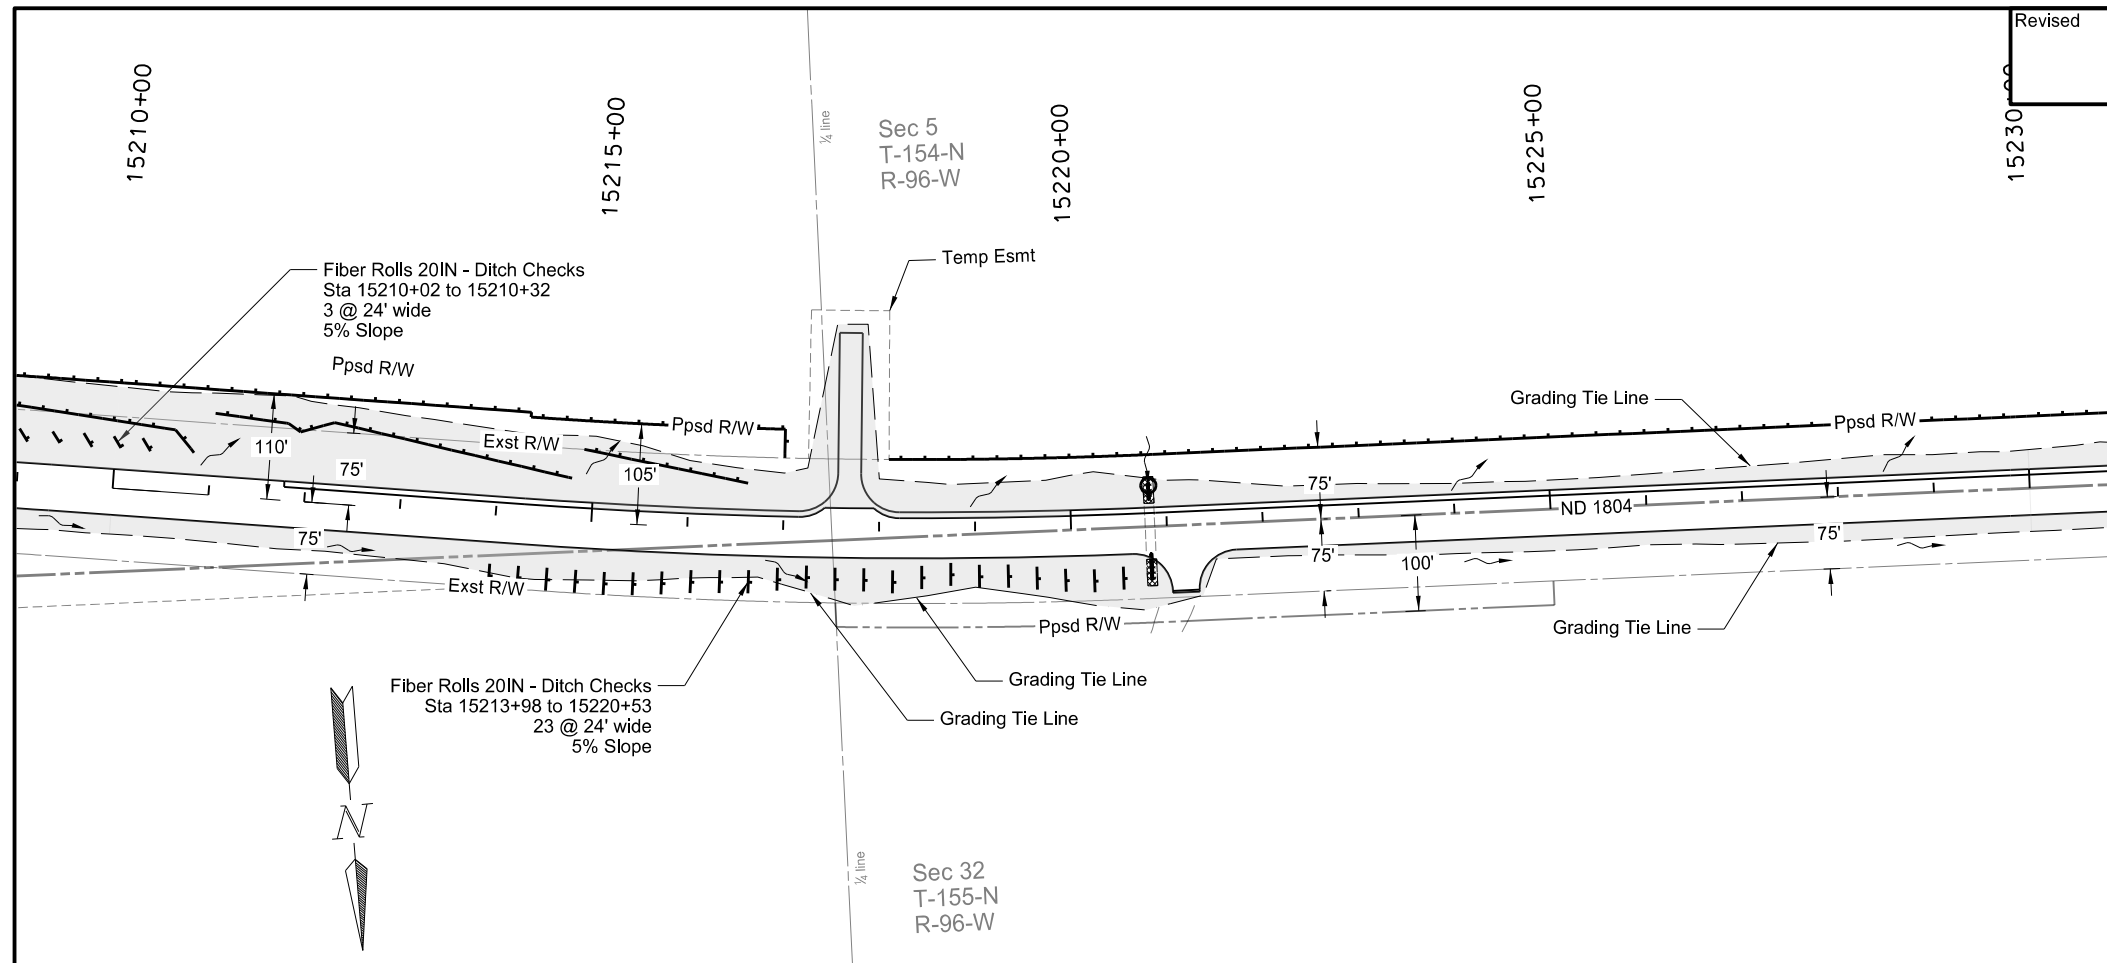 Revised
15210+00
15215+00
15220+00
15225+00
¼ line
Sec 5
T-154-N
R-96-W
Temp Esmt
Fiber Rolls 20IN - Ditch Checks
Sta 15210+02 to 15210+32
3 @ 24' wide
5% Slope
Ppsd R/W
Grading Tie Line
Ppsd R/W
Ppsd R/W
Exst R/W
110'
75'
105'
75'
ND 1804
75'
75'
75'
100'
Exst R/W
Ppsd R/W
Grading Tie Line
Fiber Rolls 20IN - Ditch Checks
Sta 15213+98 to 15220+53
23 @ 24' wide
5% Slope
Grading Tie Line
Grading Tie Line
N
¼ line
Sec 32
T-155-N
R-96-W